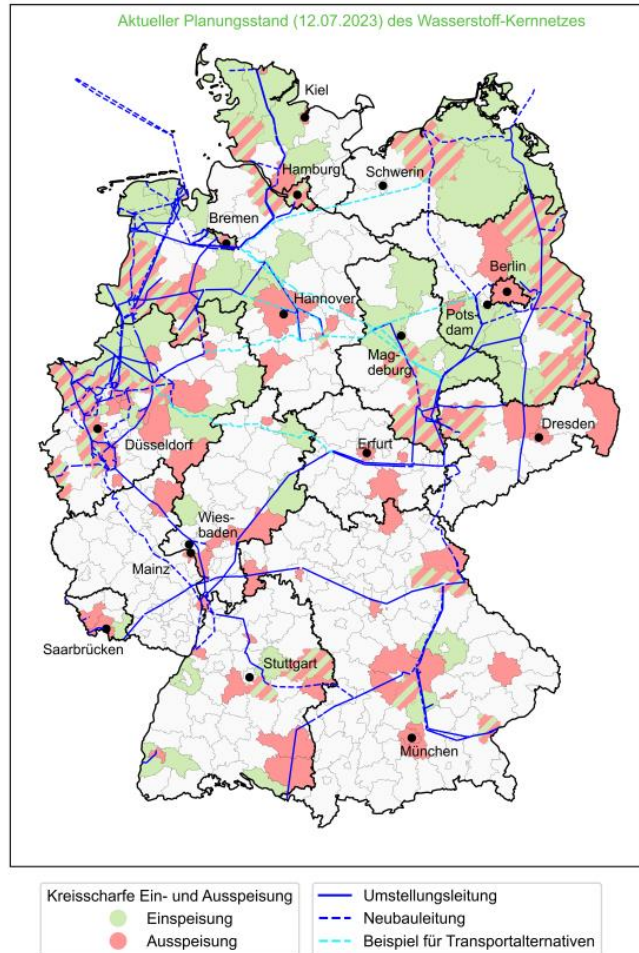 Aktueller Planungsstand (12.07.2023) des Wasserstoff-Kernnetzes
Kiel
Hamburg
Schwerin
Bremen
Berlin
Hannover
Pots-
dam
Mag-
deburg
Düsseldorf
Erfurt
Dresden
Wies-
baden
Mainz
Saarbrücken
Stuttgart
München
Kreisscharfe Ein- und Ausspeisung
Einspeisung
Ausspeisung
Umstellungsleitung
Neubauleitung
Beispiel für Transportalternativen